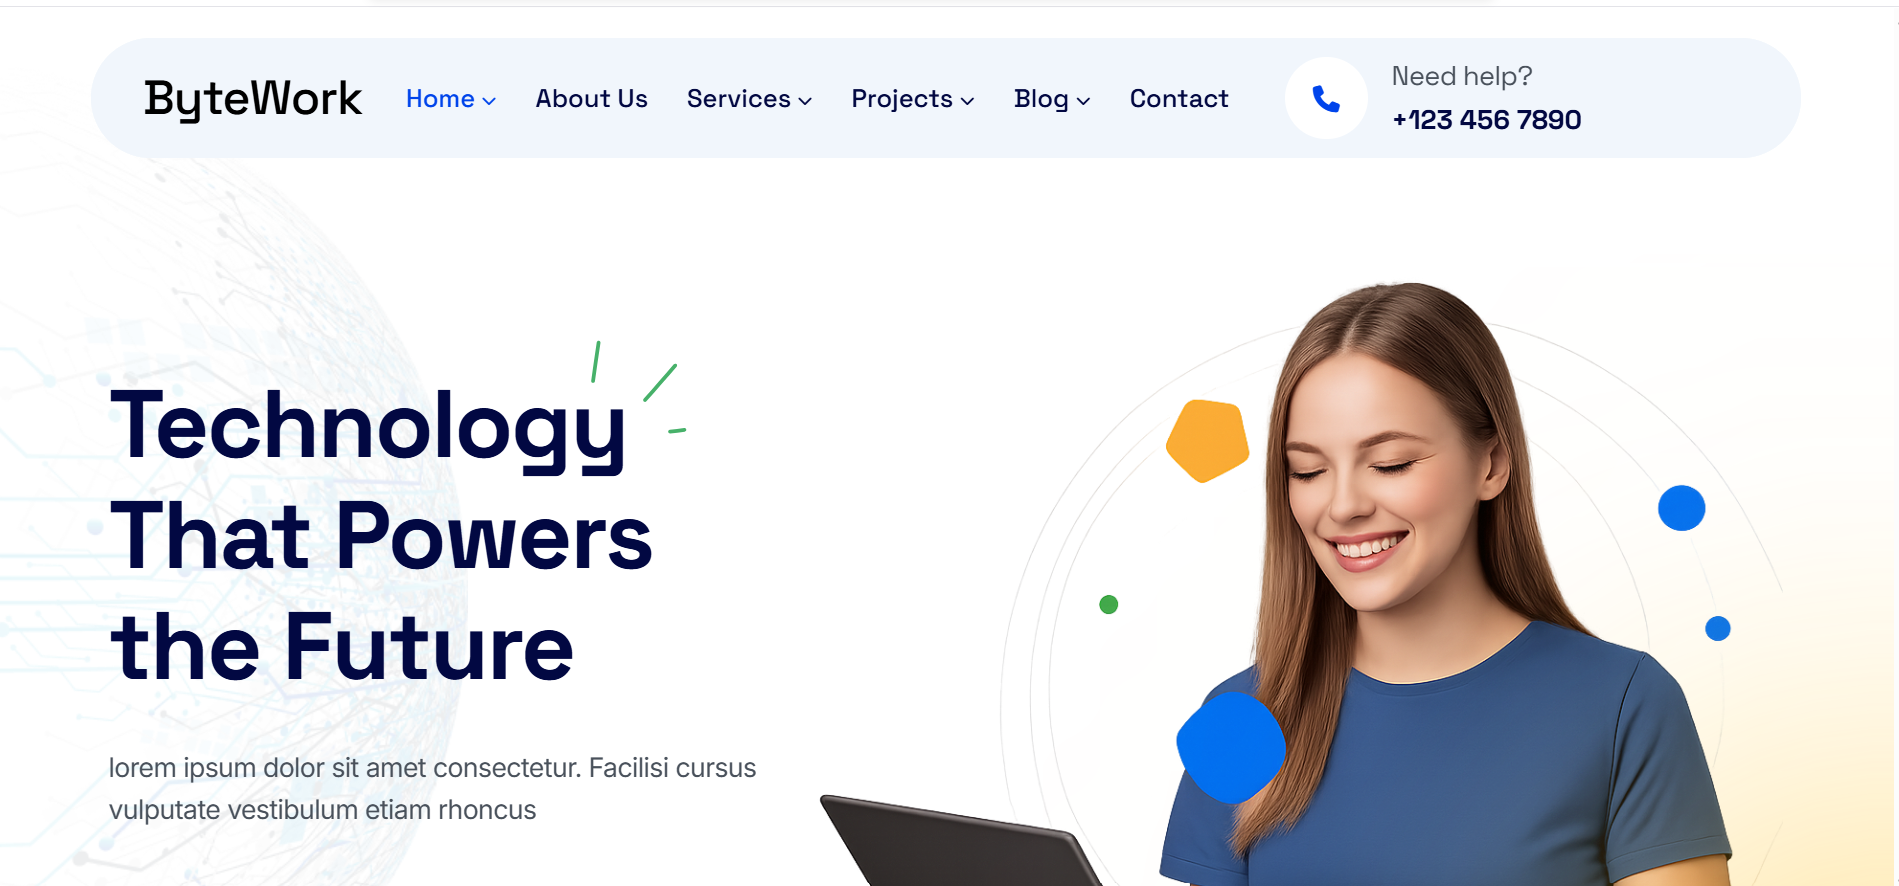 ByteWork
Home
About Us
Services
Projects
Blog
Contact
Need help?
+123 456 7890
Technology
That Powers
the Future
lorem ipsum dolor sit amet consectetur. Facilisi cursus
vulputate vestibulum etiam rhoncus